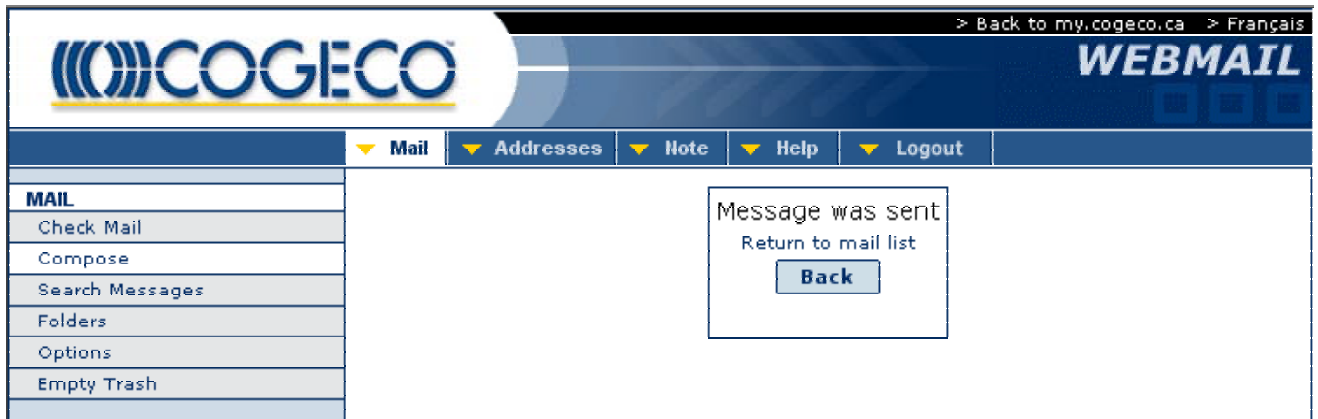 > Back to my.cogeco.ca > Français
COGECO
WEBMAIL
Mail Addresses Note Help Logout
MAIL
Check Mail
Compose
Search Messages
Folders
Options
Empty Trash
Message was sent
Return to mail list
Back